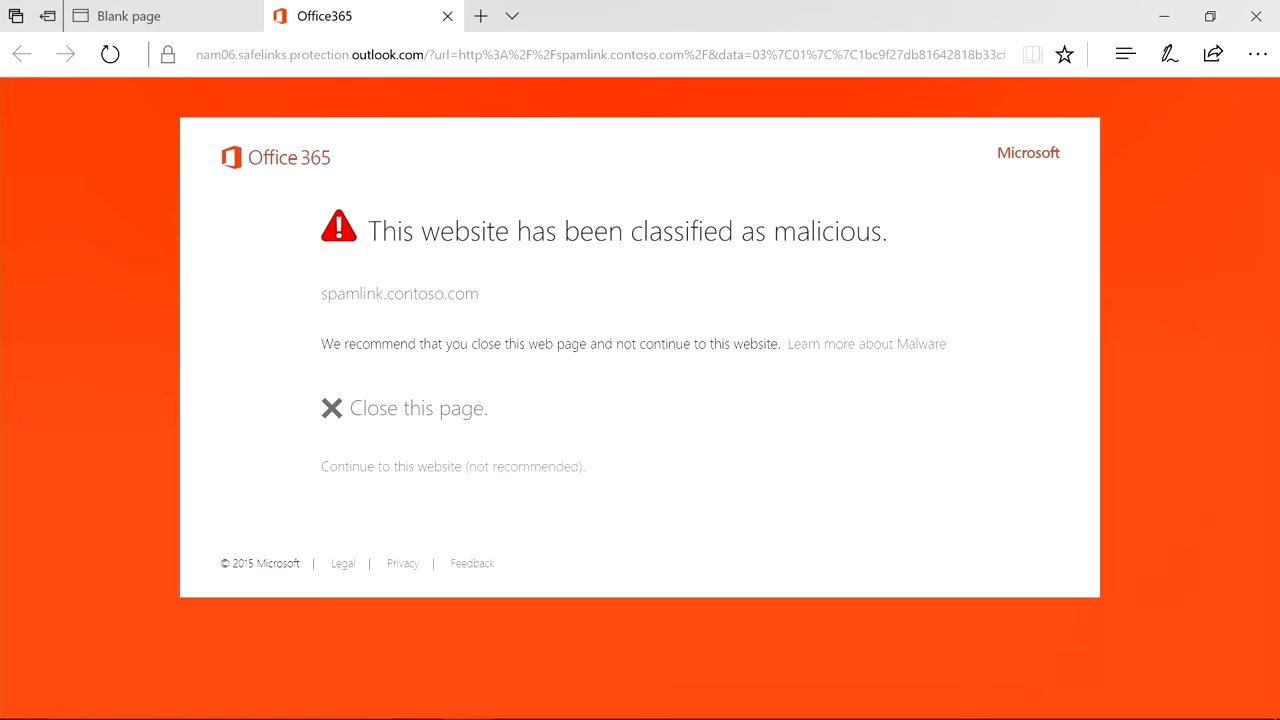 Blank page
Office365
nam06.safelinks.protection.outlook.com/?url=http%3A%2F%2Fspamlink.contoso.com%2F&data=03%7C01%7C%7C1bc9f27db81642818b33c
Office 365
Microsoft
This website has been classified as malicious.
spamlink.contoso.com
We recommend that you close this web page and not continue to this website. Learn more about Malware
Close this page.
Continue to this website (not recommended).
© 2015 Microsoft | Legal | Privacy | Feedback